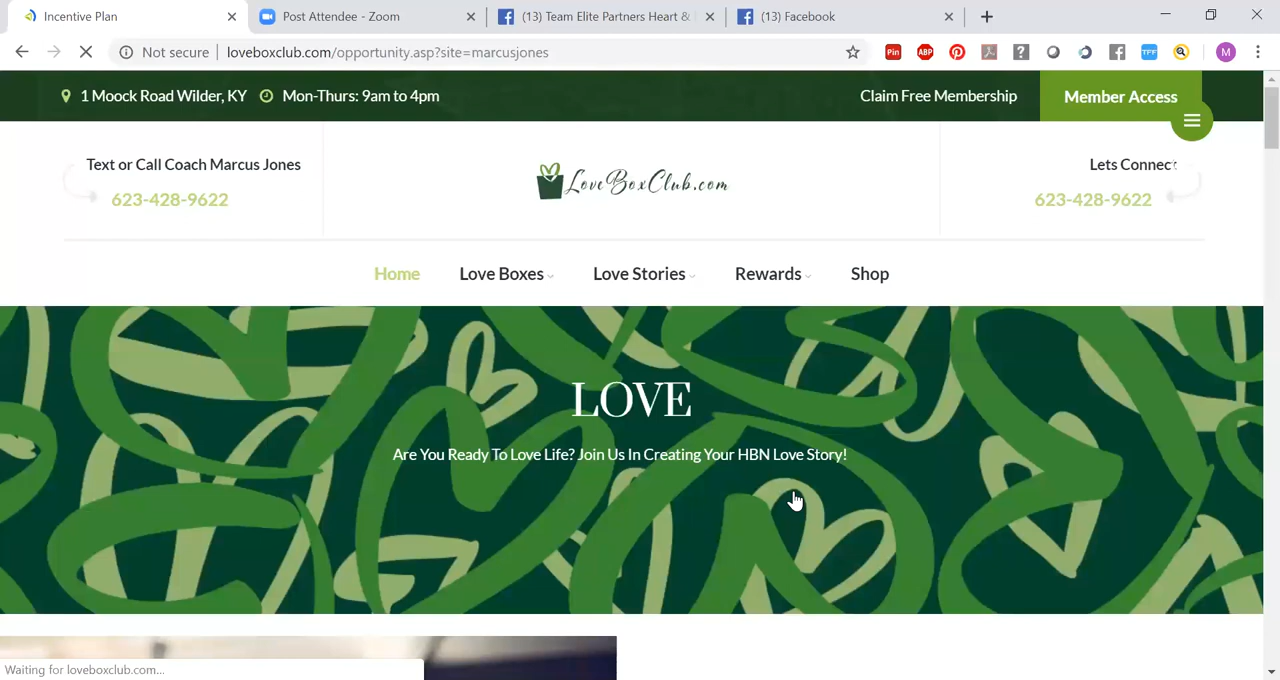 Incentive Plan
Post Attendee - Zoom
(13) Team Elite Partners Heart &
(13) Facebook
Not secure
loveboxclub.com/opportunity.asp?site=marcusjones
Pin
ABP
TFF
M
1 Moock Road Wilder, KY
Mon-Thurs: 9am to 4pm
Claim Free Membership
Member Access
Text or Call Coach Marcus Jones
623-428-9622
LoveBoxClub.com
Lets Connect
623-428-9622
Home
Love Boxes
Love Stories
Rewards
Shop
LOVE
Are You Ready To Love Life? Join Us In Creating Your HBN Love Story!
Waiting for loveboxclub.com...